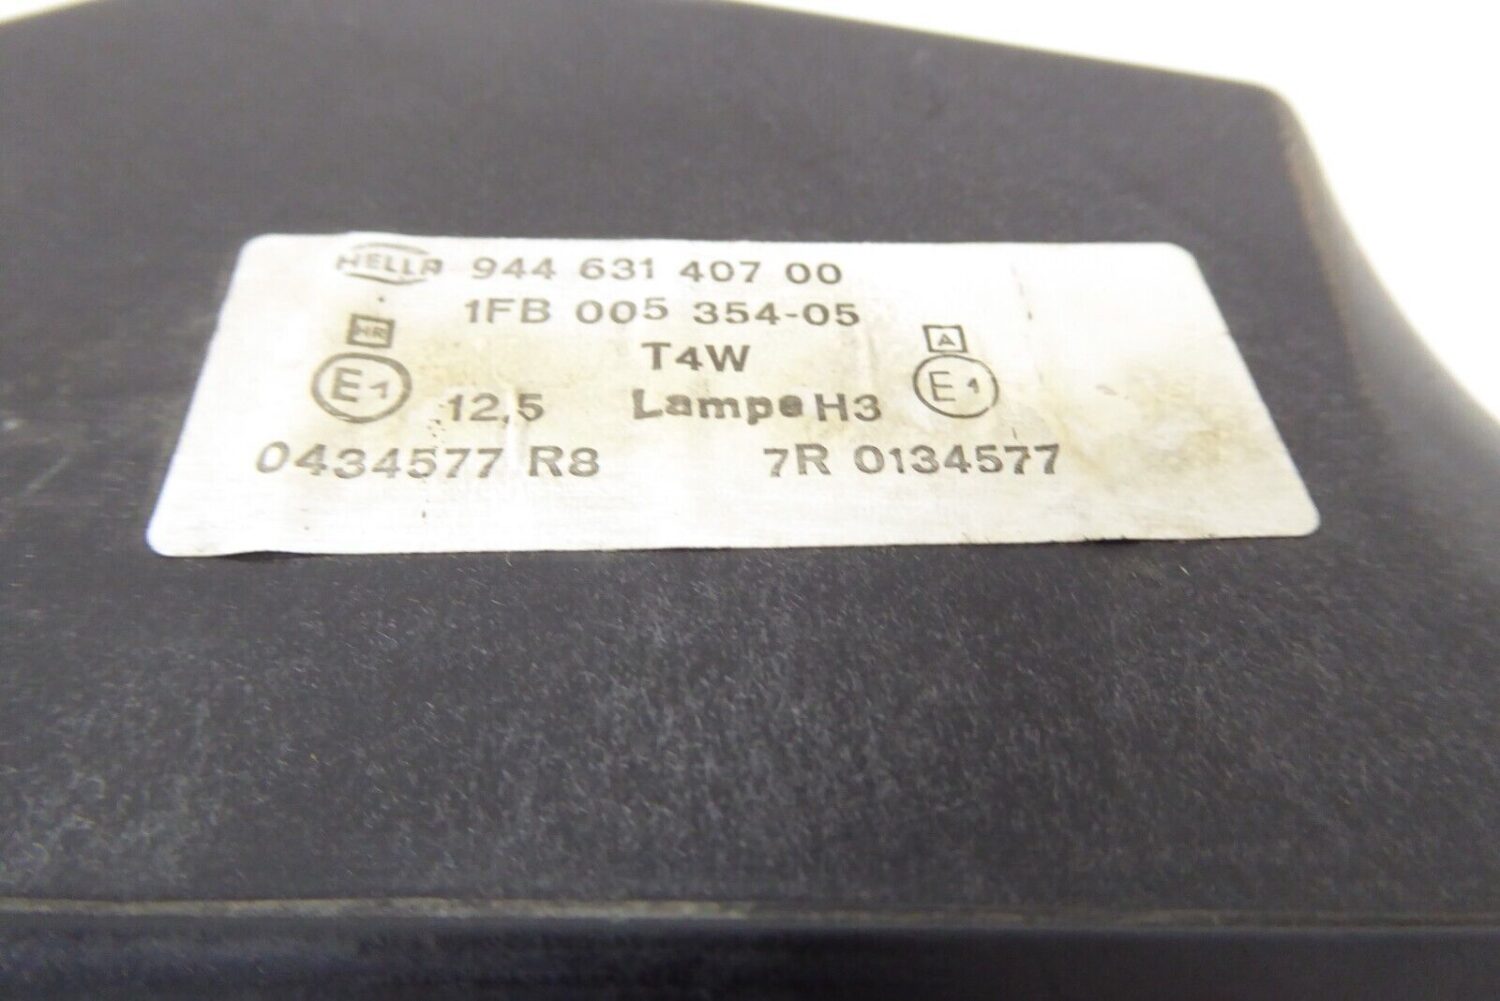 HELLA 944 631 407 00
1FB 005 354-05
HR A
T4W
E1 12,5 Lampe H3 E1
0434577 R8 7R 0134577